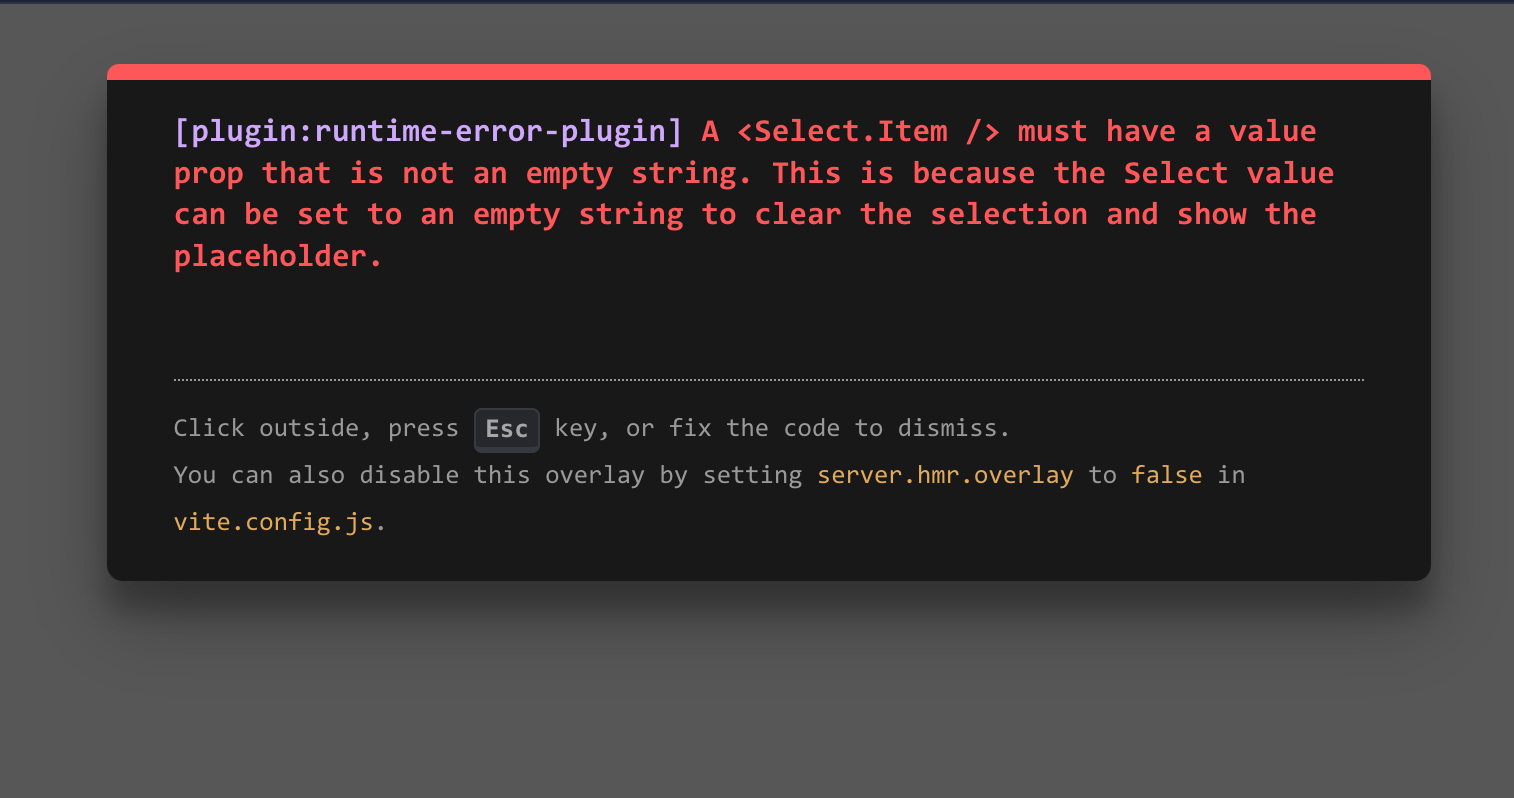 [plugin:runtime-error-plugin] A <Select.Item /> must have a value
prop that is not an empty string. This is because the Select value
can be set to an empty string to clear the selection and show the
placeholder.
Click outside, press Esc key, or fix the code to dismiss.
You can also disable this overlay by setting server.hmr.overlay to false in
vite.config.js.